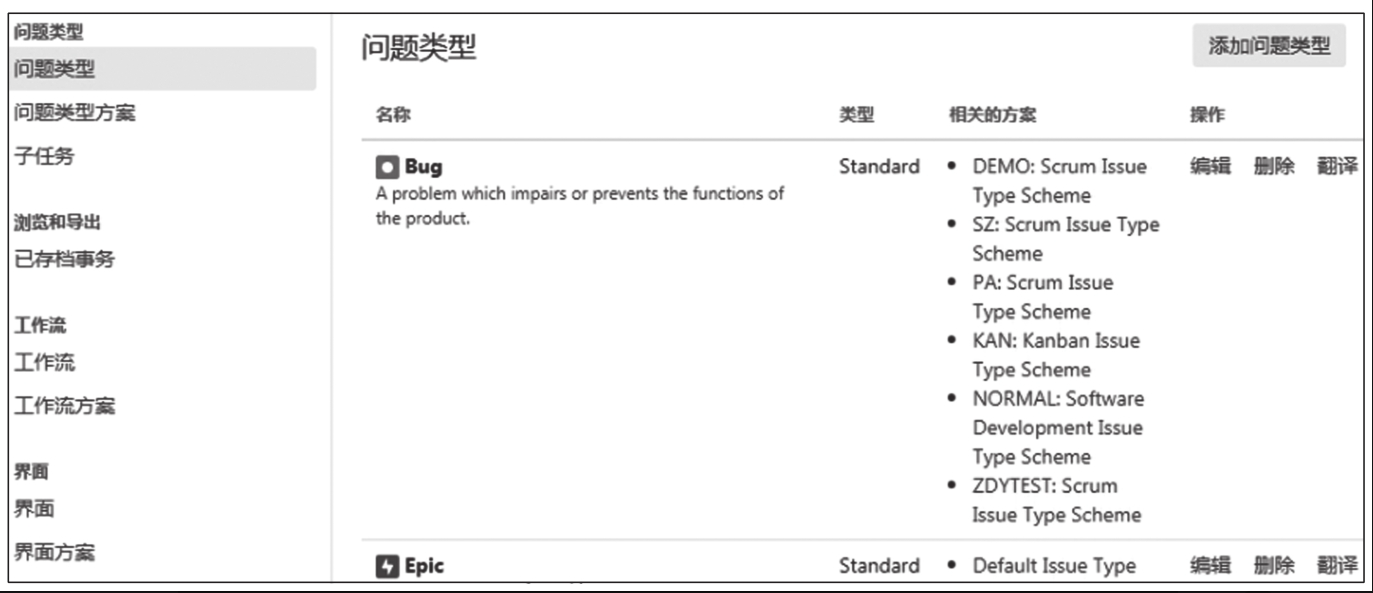 问题类型
问题类型
问题类型方案
子任务
浏览和导出
已存档事务
工作流
工作流
工作流方案
界面
界面
界面方案
问题类型
添加问题类型
名称 类型 相关的方案 操作
Bug Standard • DEMO: Scrum Issue 编辑 删除 翻译
A problem which impairs or prevents the functions of Type Scheme
the product. • SZ: Scrum Issue Type
Scheme
• PA: Scrum Issue
Type Scheme
• KAN: Kanban Issue
Type Scheme
• NORMAL: Software
Development Issue
Type Scheme
• ZDYTEST: Scrum
Issue Type Scheme
Epic Standard • Default Issue Type 编辑 删除 翻译